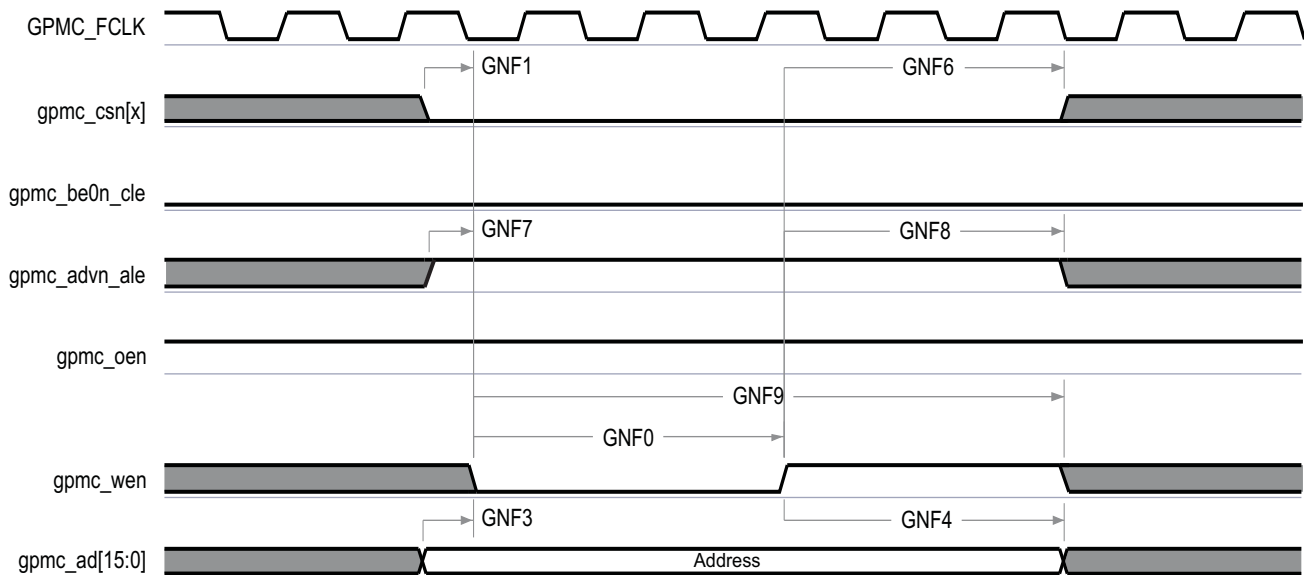 GPMC_FCLK
GNF1
GNF6
gpmc_csn[x]
gpmc_be0n_cle
GNF7
GNF8
gpmc_advn_ale
gpmc_oen
GNF9
GNF0
gpmc_wen
GNF3
GNF4
gpmc_ad[15:0]
Address